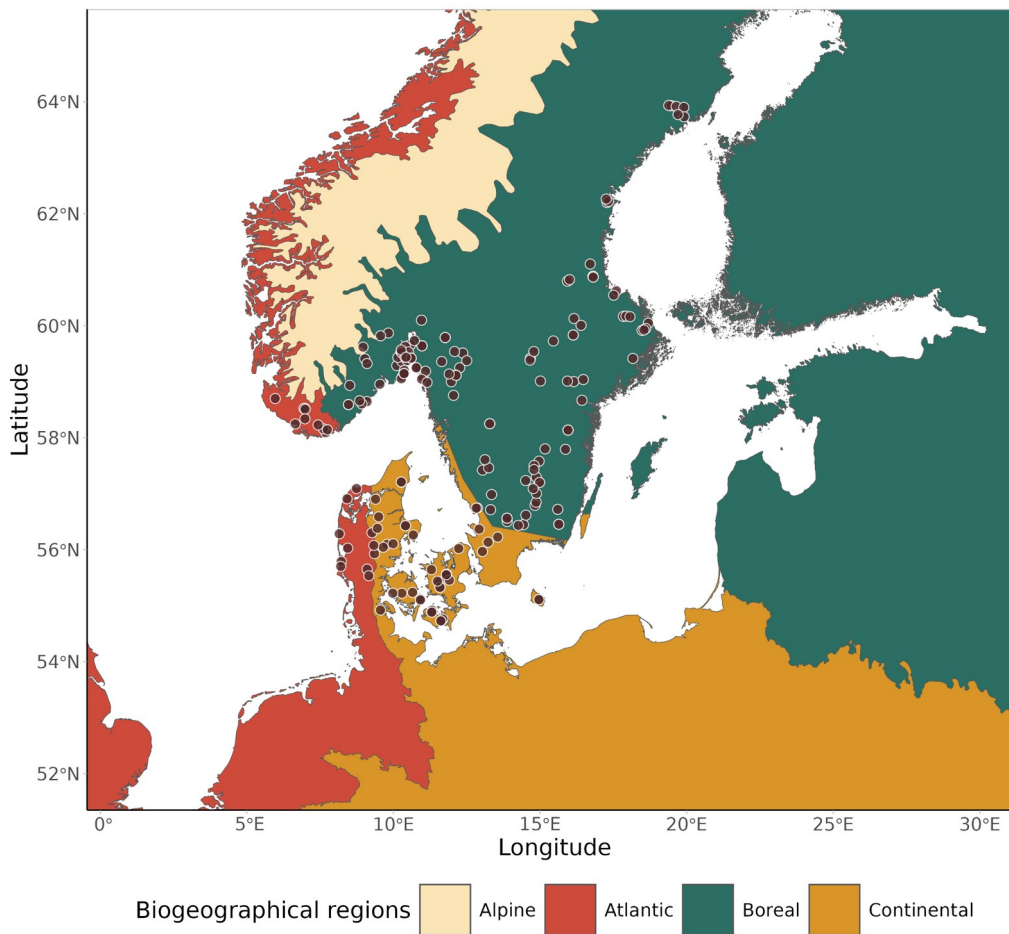 64°N
62°N
60°N
58°N
56°N
54°N
52°N
Latitude
0°
5°E
10°E
15°E
20°E
25°E
30°E
Longitude
Biogeographical regions
Alpine
Atlantic
Boreal
Continental